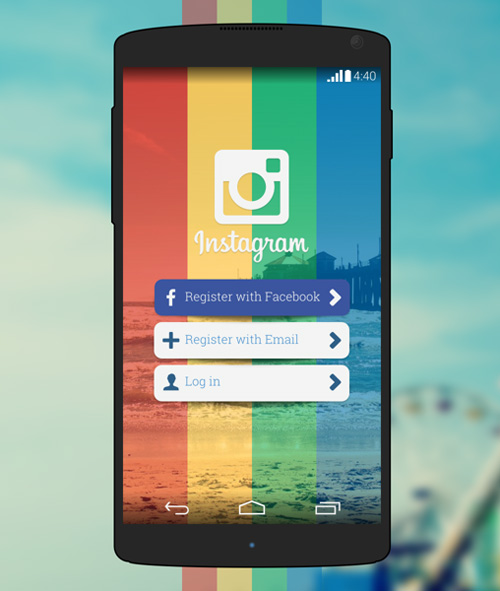 4:40
Instagram
Register with Facebook
Register with Email
Log in